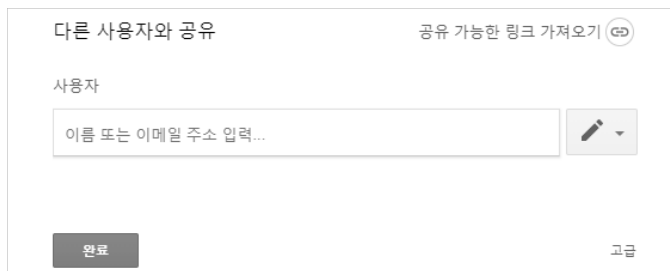 다른 사용자와 공유
공유 가능한 링크 가져오기
사용자
이름 또는 이메일 주소 입력...
완료
고급